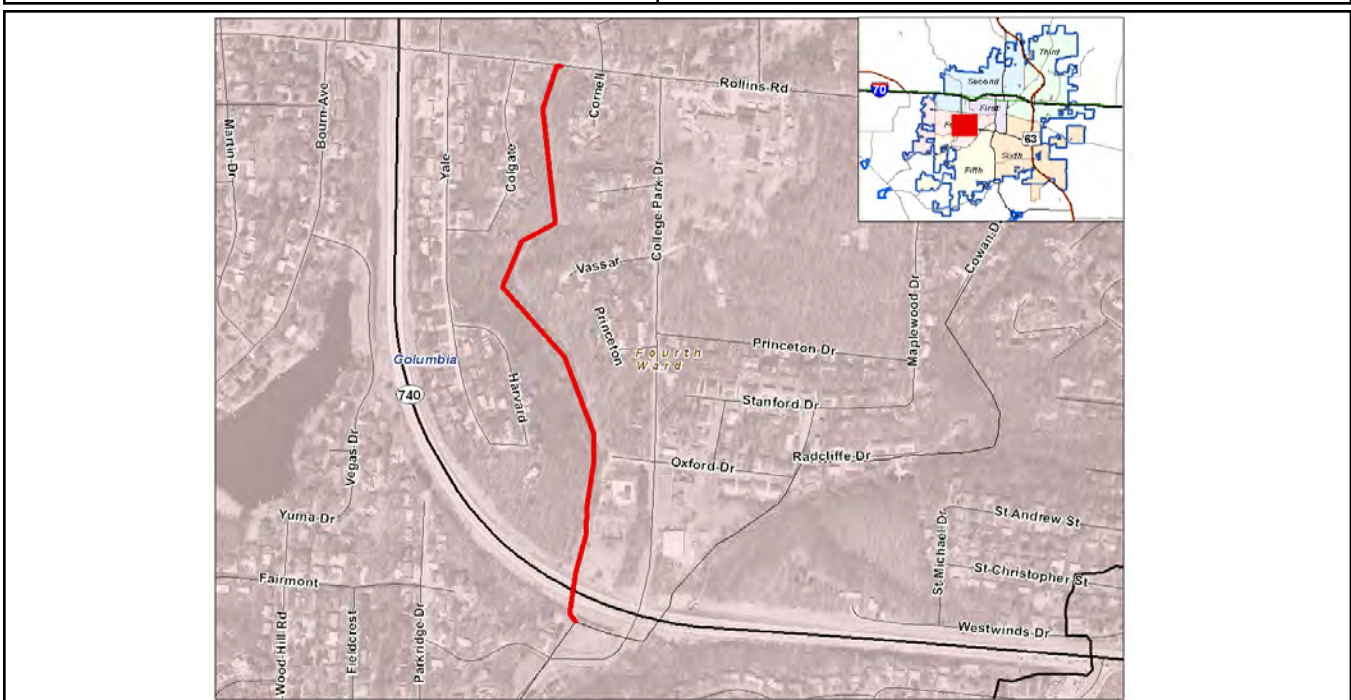 Rollins Rd
Cornell
Bourn Ave
Martin Dr
Yale
Colgate
College Park Dr
Vassar
Princeton
Fourth
Ward
Princeton Dr
Maplewood Dr
Cowan D
Columbia
740
Harvard
Stanford Dr
Vegas Dr
Oxford Dr
Radcliffe Dr
Yuma Dr
St Andrew St
St Michael Dr
St Christopher St
Fairmont
Wood Hill Rd
Fieldcrest
Parkridge Dr
Westwinds Dr
Third
Second
70
First
63
Sixth
Fifth